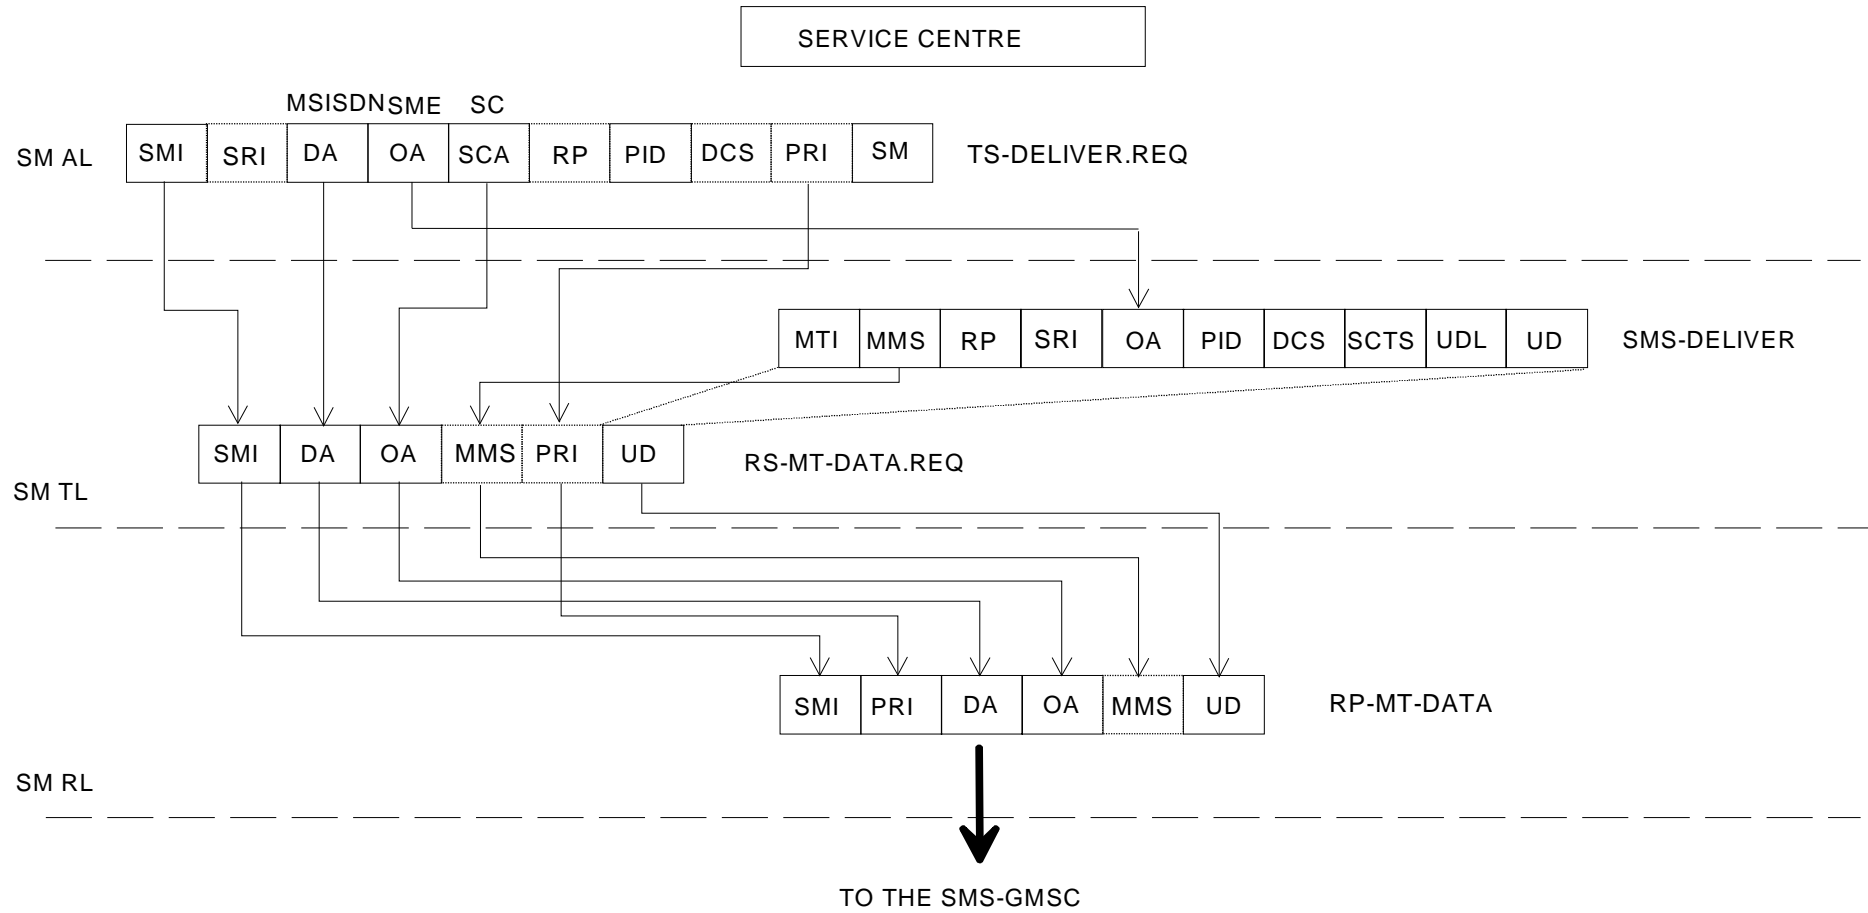 SERVICE CENTRE
MSISDN SME SC
SM AL SMI SRI DA OA SCA RP PID DCS PRI SM TS-DELIVER.REQ
MTI MMS RP SRI OA PID DCS SCTS UDL UD SMS-DELIVER
SMI DA OA MMS PRI UD RS-MT-DATA.REQ
SM TL
SMI PRI DA OA MMS UD RP-MT-DATA
SM RL
TO THE SMS-GMSC